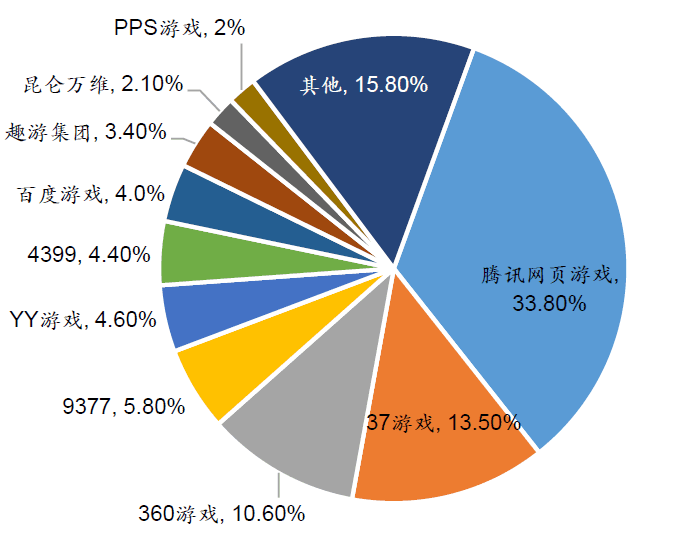 PPS游戏, 2%
昆仑万维, 2.10%
其他, 15.80%
趣游集团, 3.40%
百度游戏, 4.0%
4399, 4.40%
腾讯网页游戏,
33.80%
YY游戏, 4.60%
9377, 5.80%
37游戏, 13.50%
360游戏, 10.60%